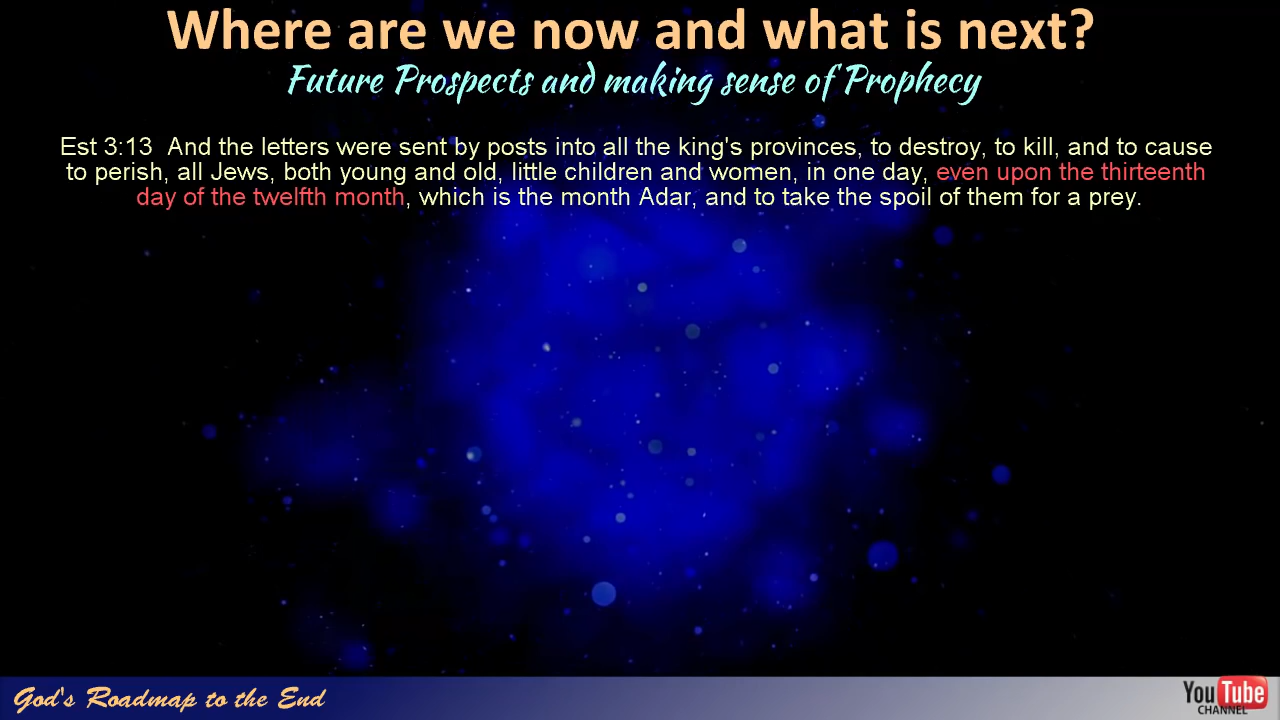 Where are we now and what is next?
Future Prospects and making sense of Prophecy
Est 3:13  And the letters were sent by posts into all the king's provinces, to destroy, to kill, and to cause
to perish, all Jews, both young and old, little children and women, in one day, even upon the thirteenth
day of the twelfth month, which is the month Adar, and to take the spoil of them for a prey.
God's Roadmap to the End
YouTube
CHANNEL